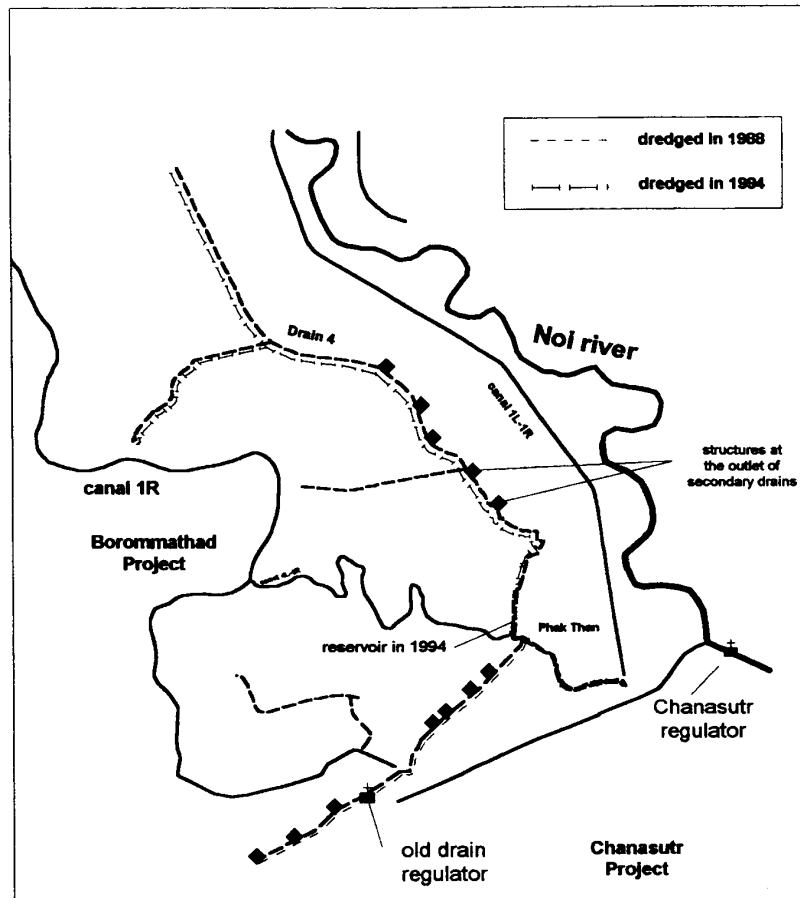 dredged in 1988
dredged in 1994
Drain 4
Noi river
canal 1L-1R
structures at
the outlet of
secondary drains
canal 1R
Borommathad
Project
reservoir in 1994
Phak Than
Chanasutr
regulator
old drain
regulator
Chanasutr
Project